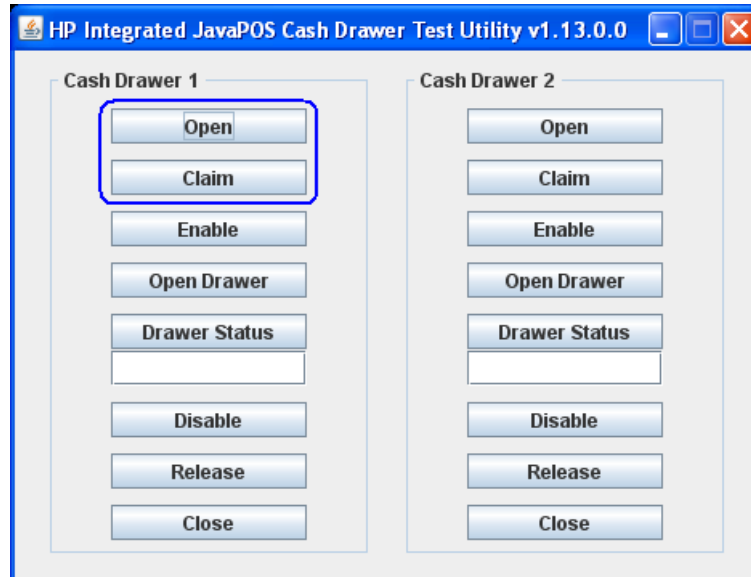 HP Integrated JavaPOS Cash Drawer Test Utility v1.13.0.0
Cash Drawer 1
Open
Claim
Enable
Open Drawer
Drawer Status
Disable
Release
Close
Cash Drawer 2
Open
Claim
Enable
Open Drawer
Drawer Status
Disable
Release
Close